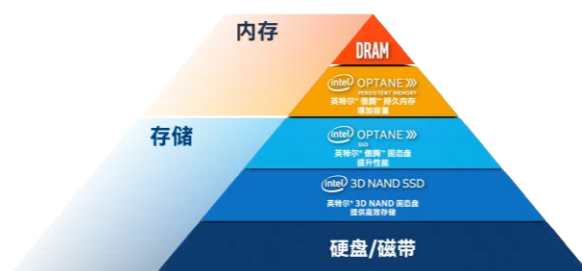 内存
DRAM
intel OPTANE
PERSISTENT MEMORY
英特尔® 傲腾™ 持久内存
增加容量
存储
intel OPTANE
SSD
英特尔® 傲腾™ 固态盘
提升性能
intel 3D NAND SSD
英特尔® 3D NAND 固态盘
提供高效存储
硬盘/磁带